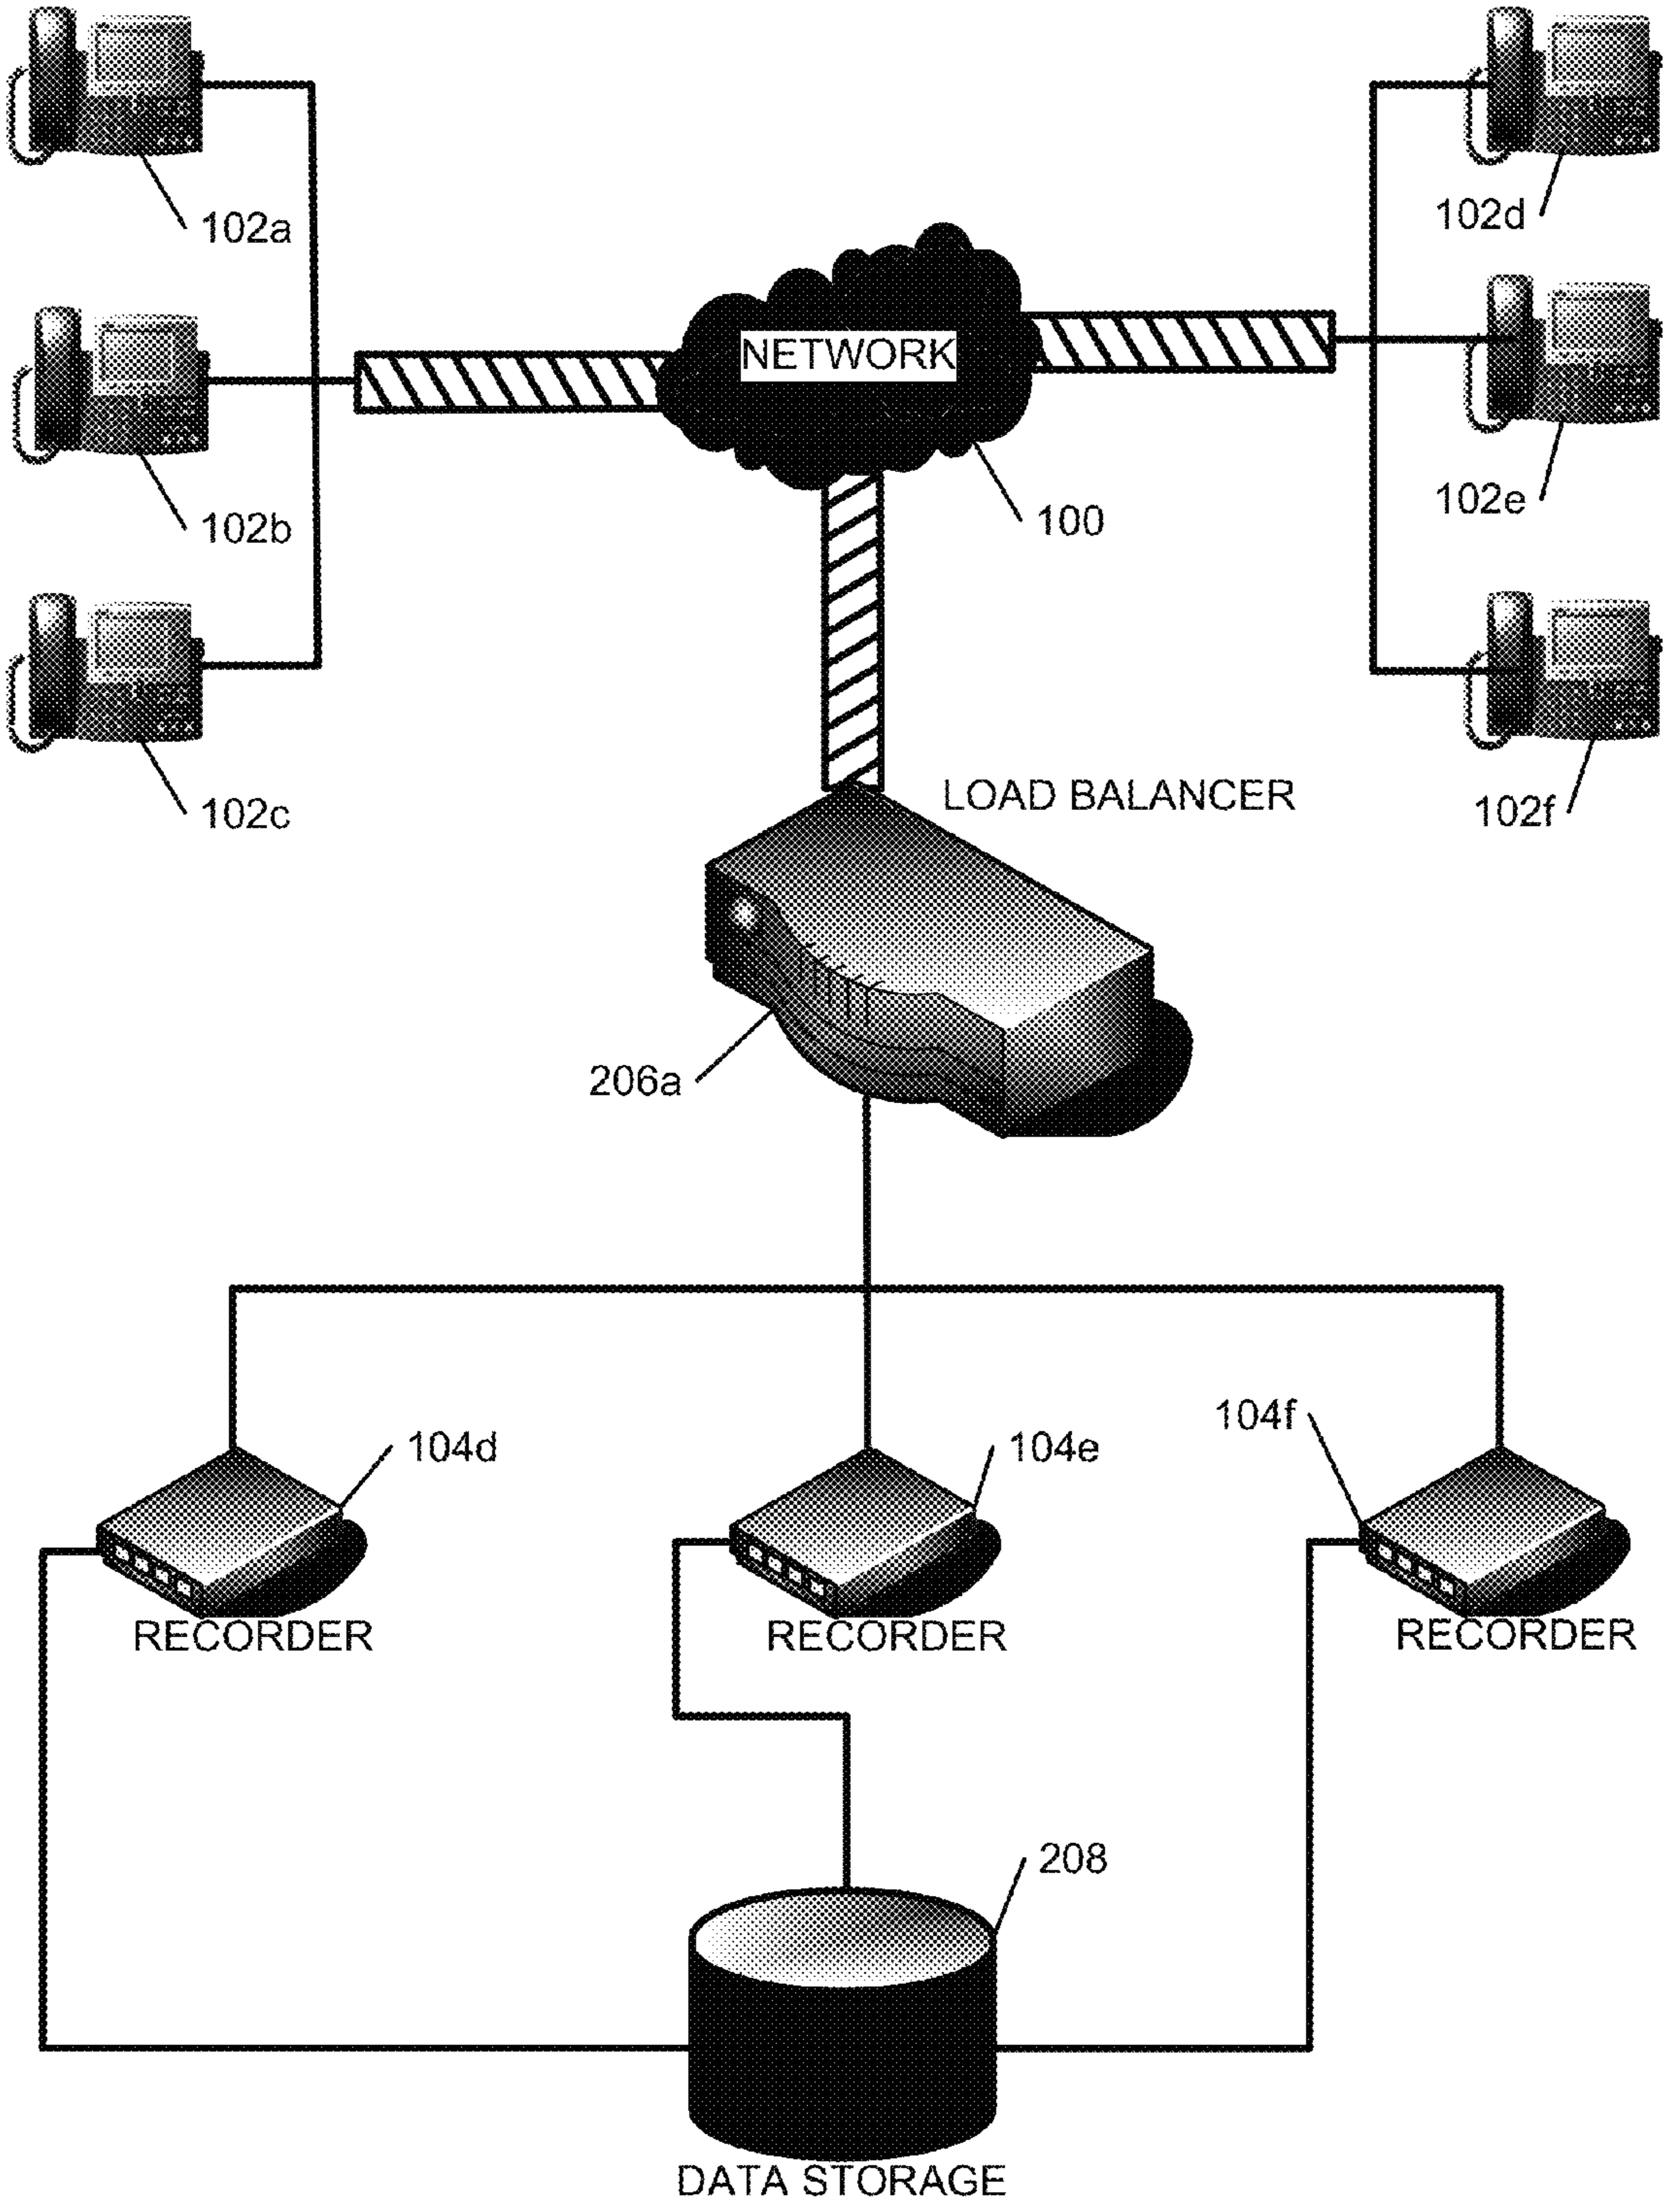 102a
102d
NETWORK
102b
100
102e
102c
LOAD BALANCER
102f
206a
104d
104e
104f
RECORDER
RECORDER
RECORDER
208
DATA STORAGE